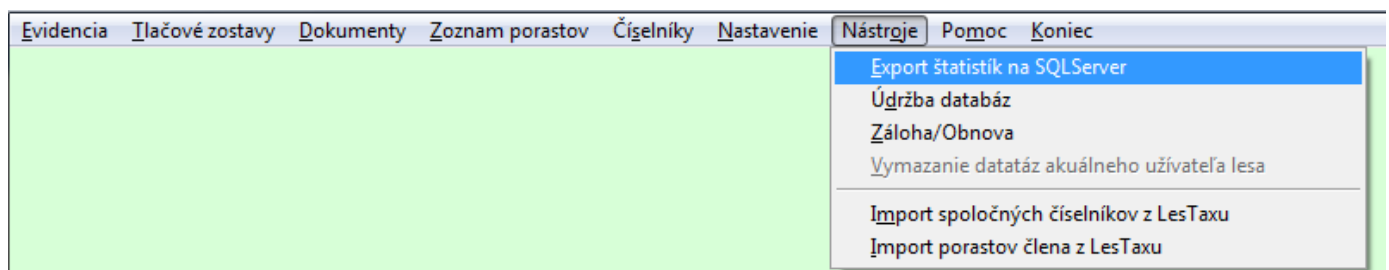 Evidencia Tlačové zostavy Dokumenty Zoznam porastov Číselníky Nastavenie Nástroje Pomoc Koniec
Export štatistík na SQLServer
Údržba databáz
Záloha/Obnova
Vymazanie datatáz akuálneho užívateľa lesa
Import spoločných číselníkov z LesTaxu
Import porastov člena z LesTaxu